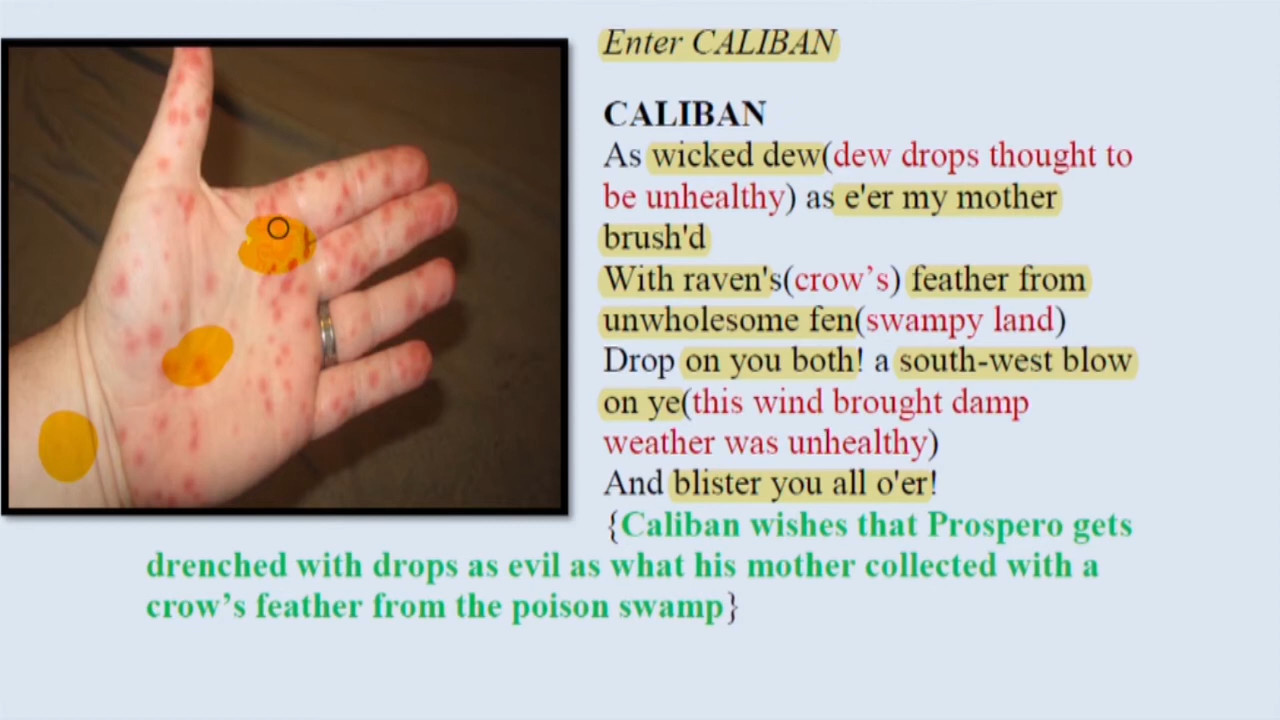 Enter CALIBAN
CALIBAN
As wicked dew(dew drops thought to
be unhealthy) as e'er my mother
brush'd
With raven's(crow’s) feather from
unwholesome fen(swampy land)
Drop on you both! a south-west blow
on ye(this wind brought damp
weather was unhealthy)
And blister you all o'er!
{Caliban wishes that Prospero gets
drenched with drops as evil as what his mother collected with a
crow’s feather from the poison swamp}